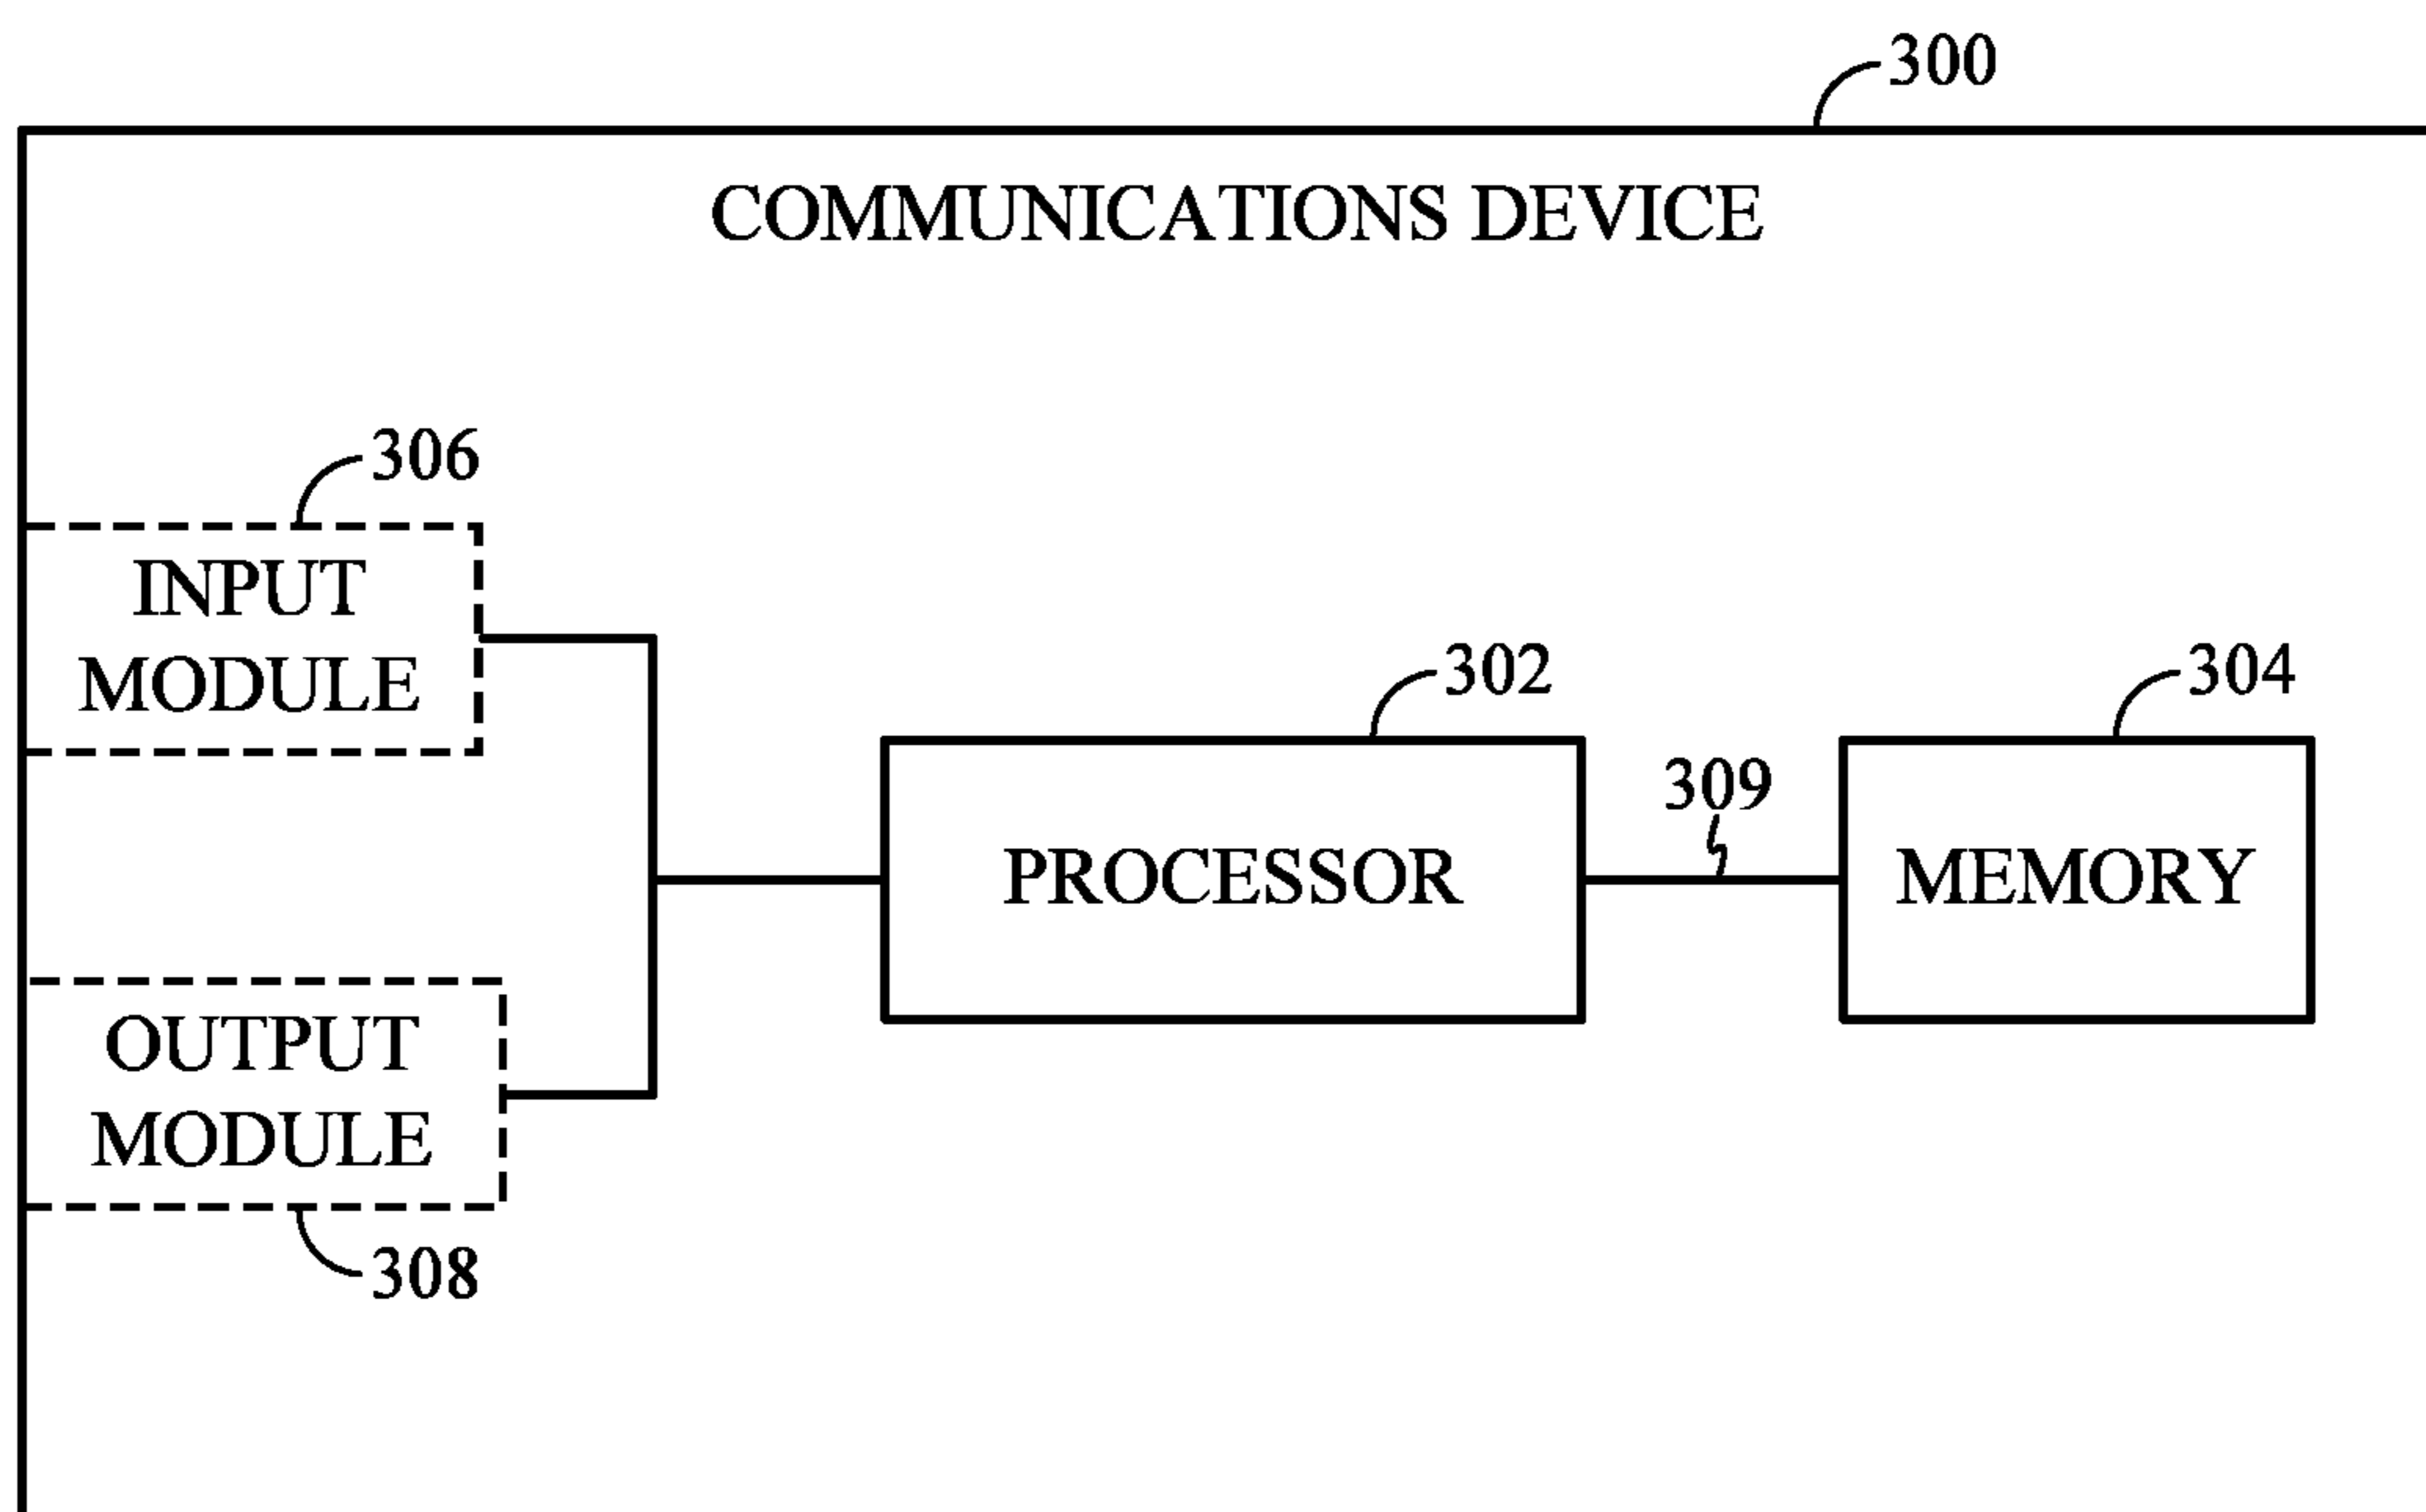 300
COMMUNICATIONS DEVICE
306
INPUT
MODULE
302
304
309
PROCESSOR
MEMORY
OUTPUT
MODULE
308